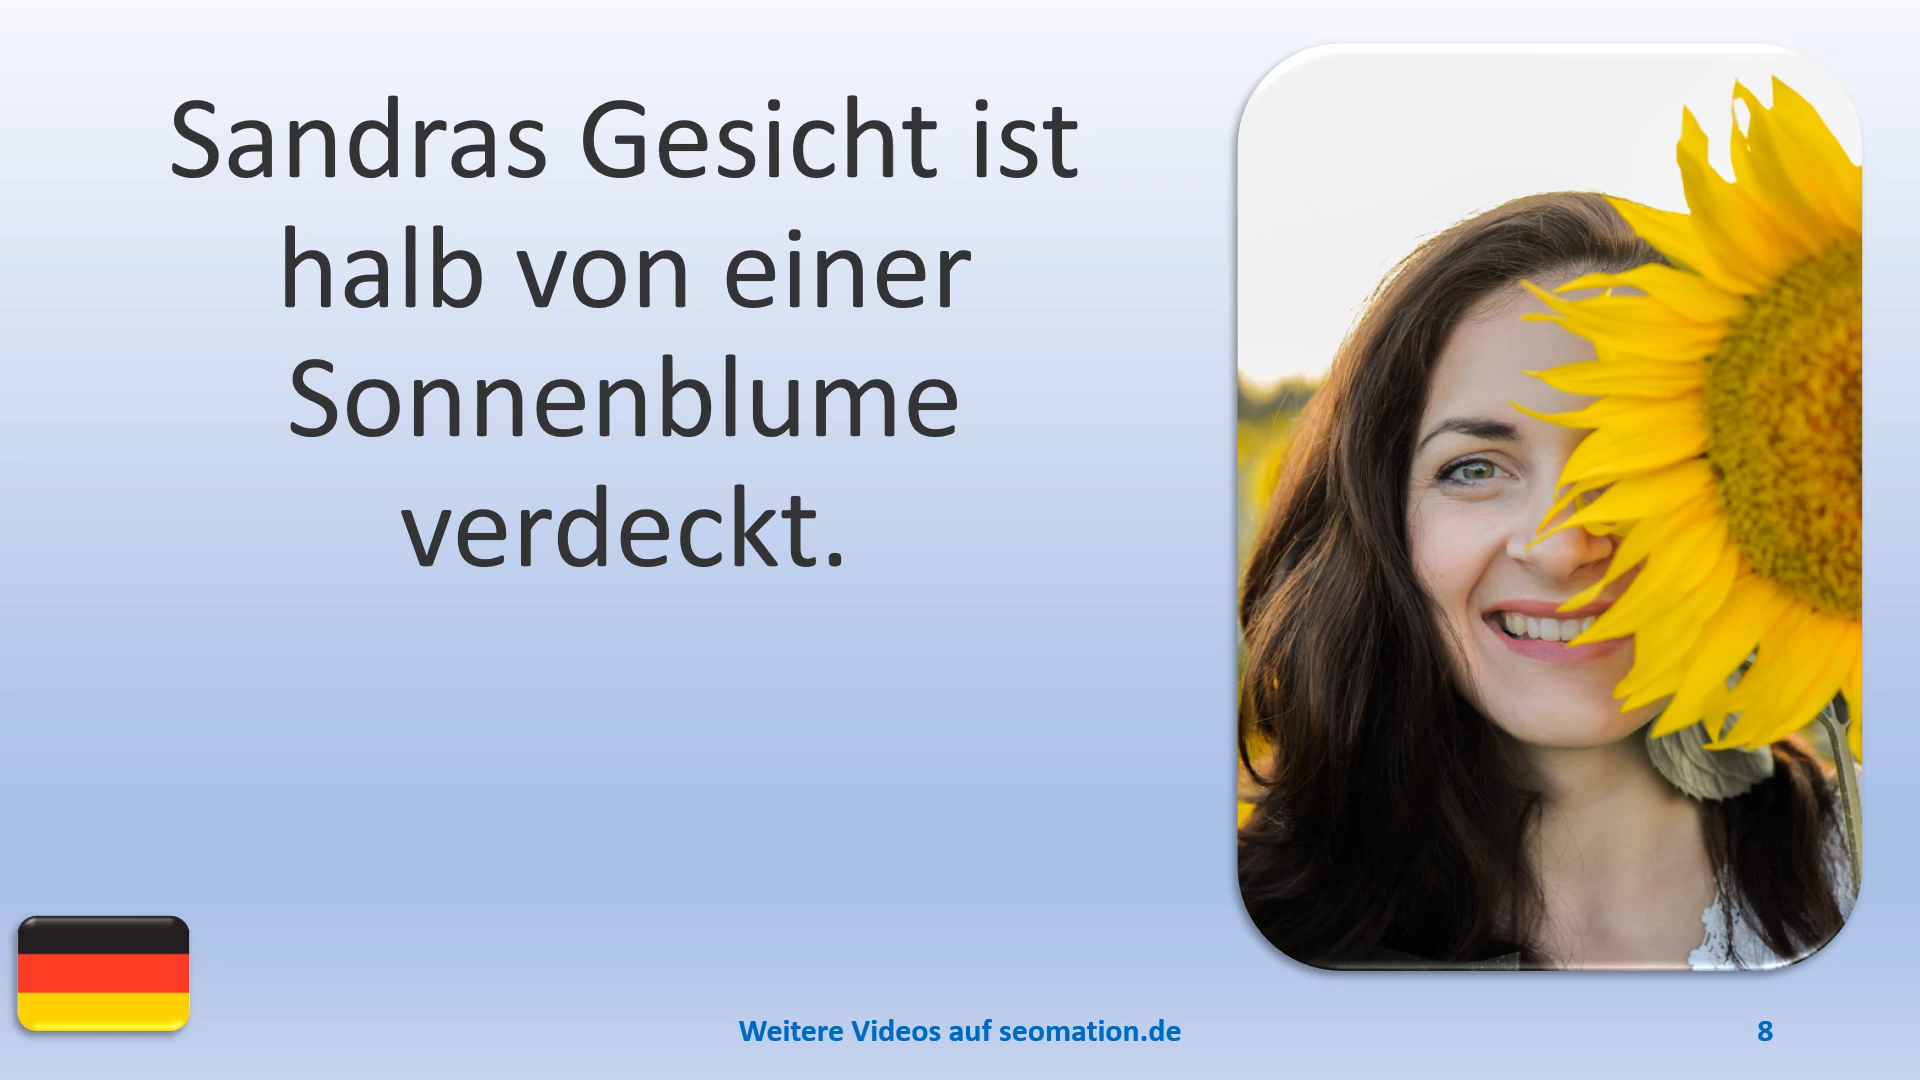 Sandras Gesicht ist
halb von einer
Sonnenblume
verdeckt.
Weitere Videos auf seomation.de
8